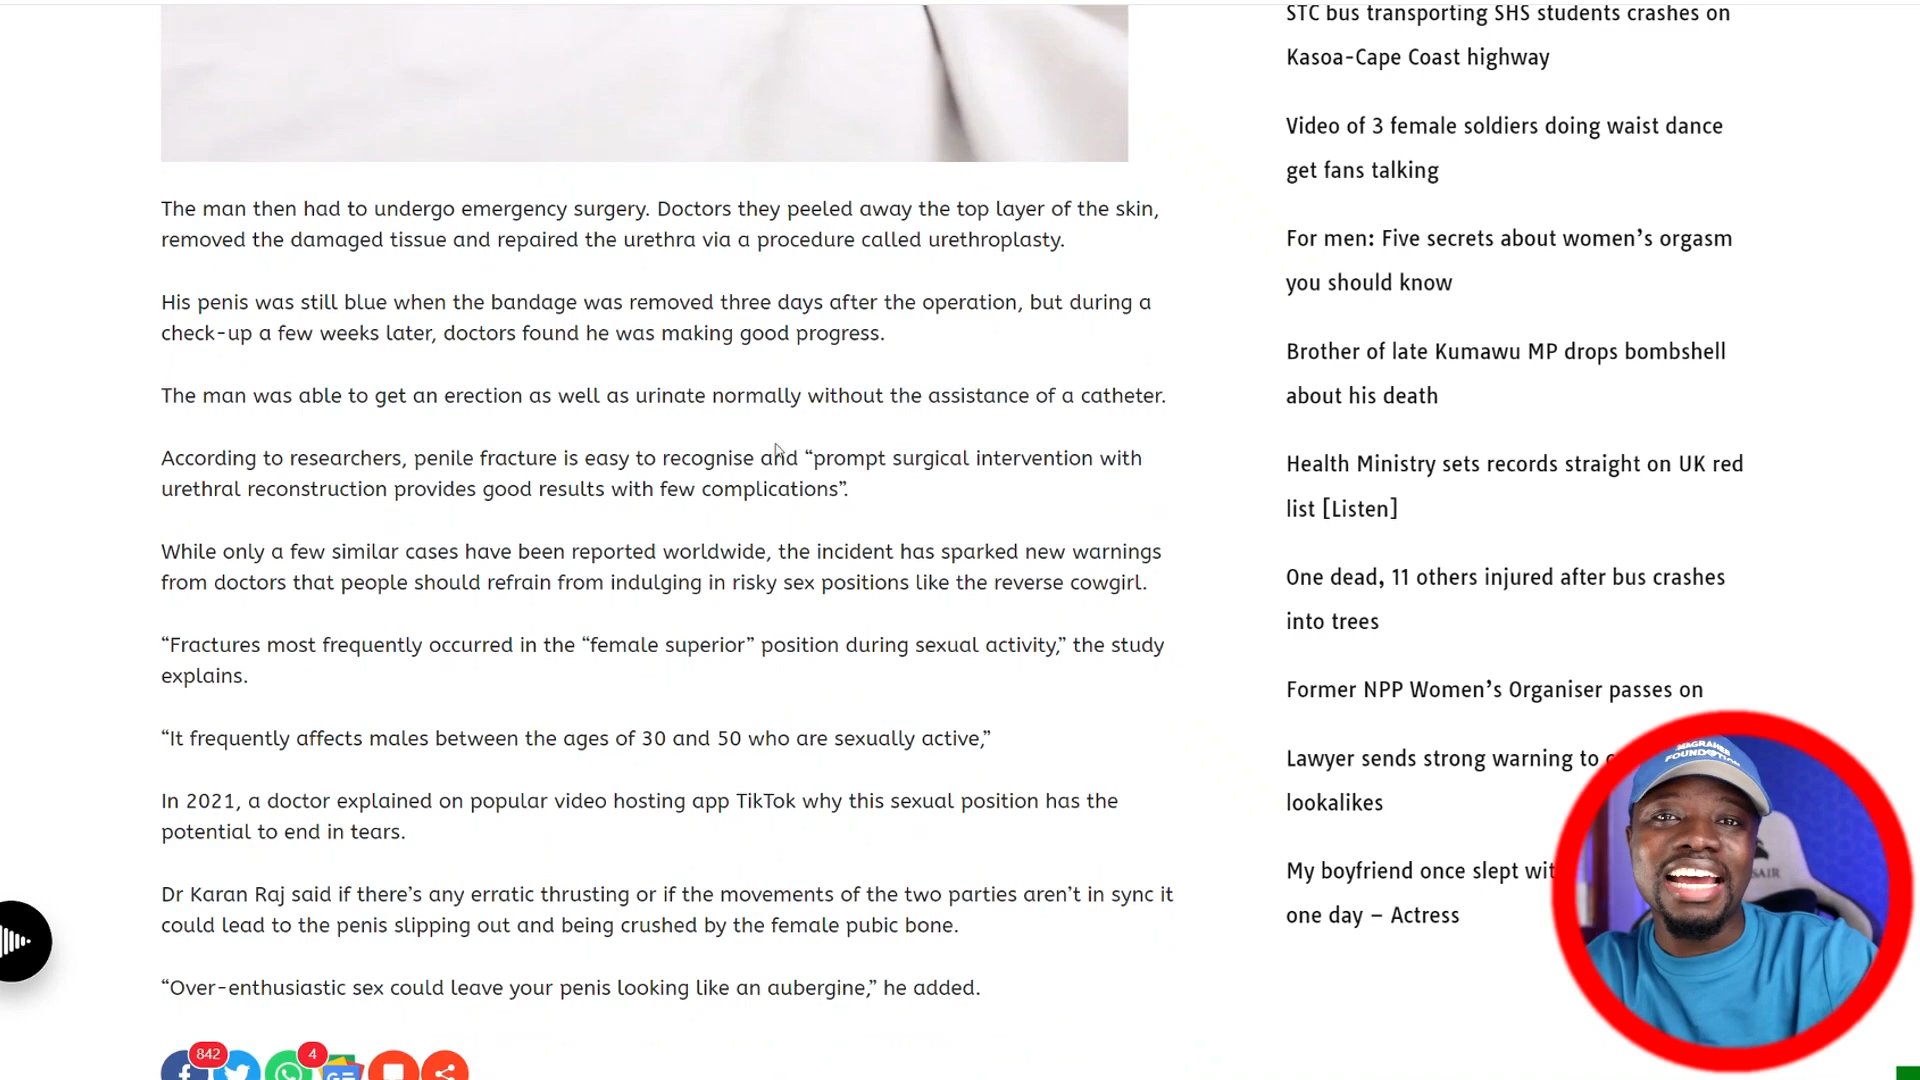 The man then had to undergo emergency surgery. Doctors they peeled away the top layer of the skin,
removed the damaged tissue and repaired the urethra via a procedure called urethroplasty.
His penis was still blue when the bandage was removed three days after the operation, but during a
check-up a few weeks later, doctors found he was making good progress.
The man was able to get an erection as well as urinate normally without the assistance of a catheter.
According to researchers, penile fracture is easy to recognise and “prompt surgical intervention with
urethral reconstruction provides good results with few complications”.
While only a few similar cases have been reported worldwide, the incident has sparked new warnings
from doctors that people should refrain from indulging in risky sex positions like the reverse cowgirl.
“Fractures most frequently occurred in the “female superior” position during sexual activity,” the study
explains.
“It frequently affects males between the ages of 30 and 50 who are sexually active,”
In 2021, a doctor explained on popular video hosting app TikTok why this sexual position has the
potential to end in tears.
Dr Karan Raj said if there’s any erratic thrusting or if the movements of the two parties aren’t in sync it
could lead to the penis slipping out and being crushed by the female pubic bone.
“Over-enthusiastic sex could leave your penis looking like an aubergine,” he added.
842
4
STC bus transporting SHS students crashes on
Kasoa-Cape Coast highway
Video of 3 female soldiers doing waist dance
get fans talking
For men: Five secrets about women’s orgasm
you should know
Brother of late Kumawu MP drops bombshell
about his death
Health Ministry sets records straight on UK red
list [Listen]
One dead, 11 others injured after bus crashes
into trees
Former NPP Women’s Organiser passes on
Lawyer sends strong warning to
lookalikes
My boyfriend once slept wit
one day – Actress